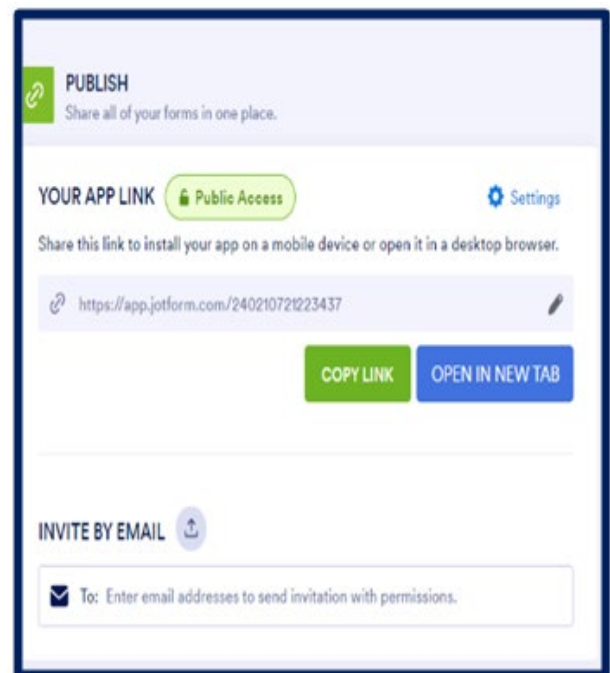 PUBLISH
Share all of your forms in one place.
YOUR APP LINK Public Access Settings
Share this link to install your app on a mobile device or open it in a desktop browser.
https://app.jotform.com/240210721223437
COPY LINK OPEN IN NEW TAB
INVITE BY EMAIL
To: Enter email addresses to send invitation with permissions.